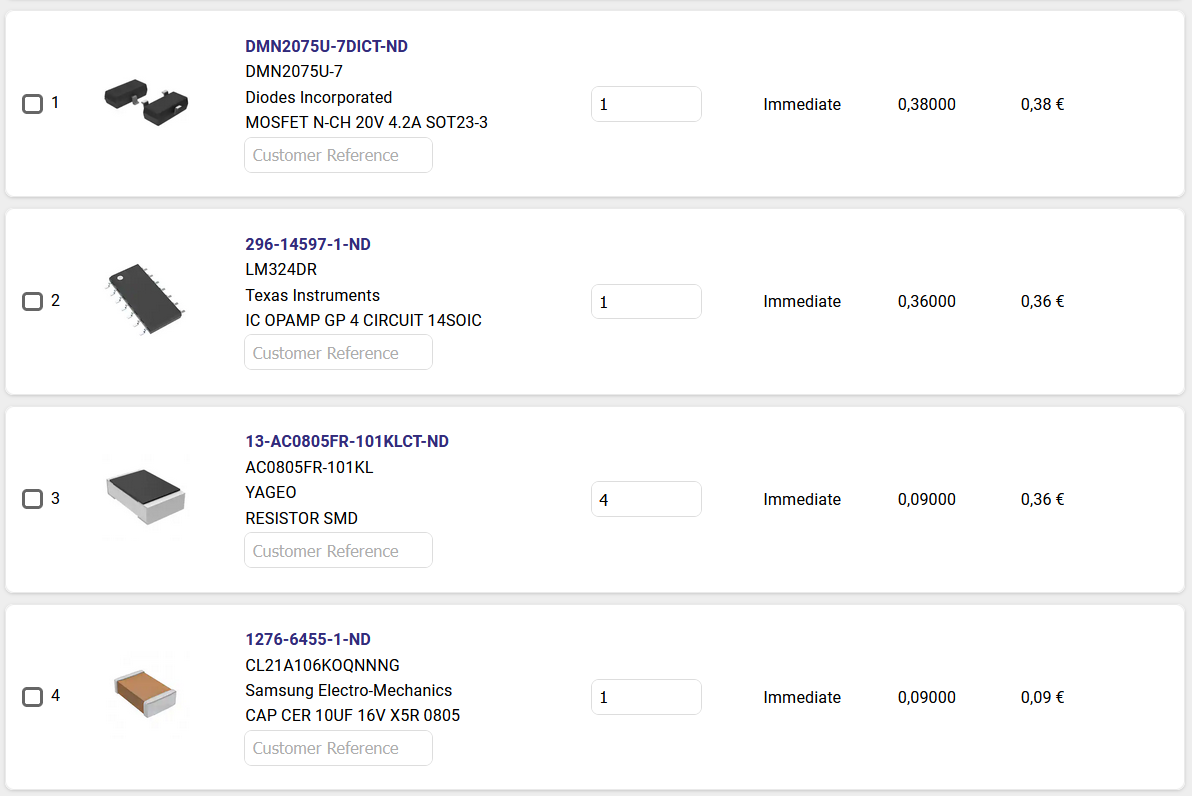 DMN2075U-7DICT-ND
DMN2075U-7
Diodes Incorporated
MOSFET N-CH 20V 4.2A SOT23-3
Customer Reference
1
1
Immediate
0,38000
0,38 €
296-14597-1-ND
LM324DR
Texas Instruments
IC OPAMP GP 4 CIRCUIT 14SOIC
Customer Reference
2
1
Immediate
0,36000
0,36 €
13-AC0805FR-101KLCT-ND
AC0805FR-101KL
YAGEO
RESISTOR SMD
Customer Reference
3
4
Immediate
0,09000
0,36 €
1276-6455-1-ND
CL21A106KOQNNNG
Samsung Electro-Mechanics
CAP CER 10UF 16V X5R 0805
Customer Reference
4
1
Immediate
0,09000
0,09 €